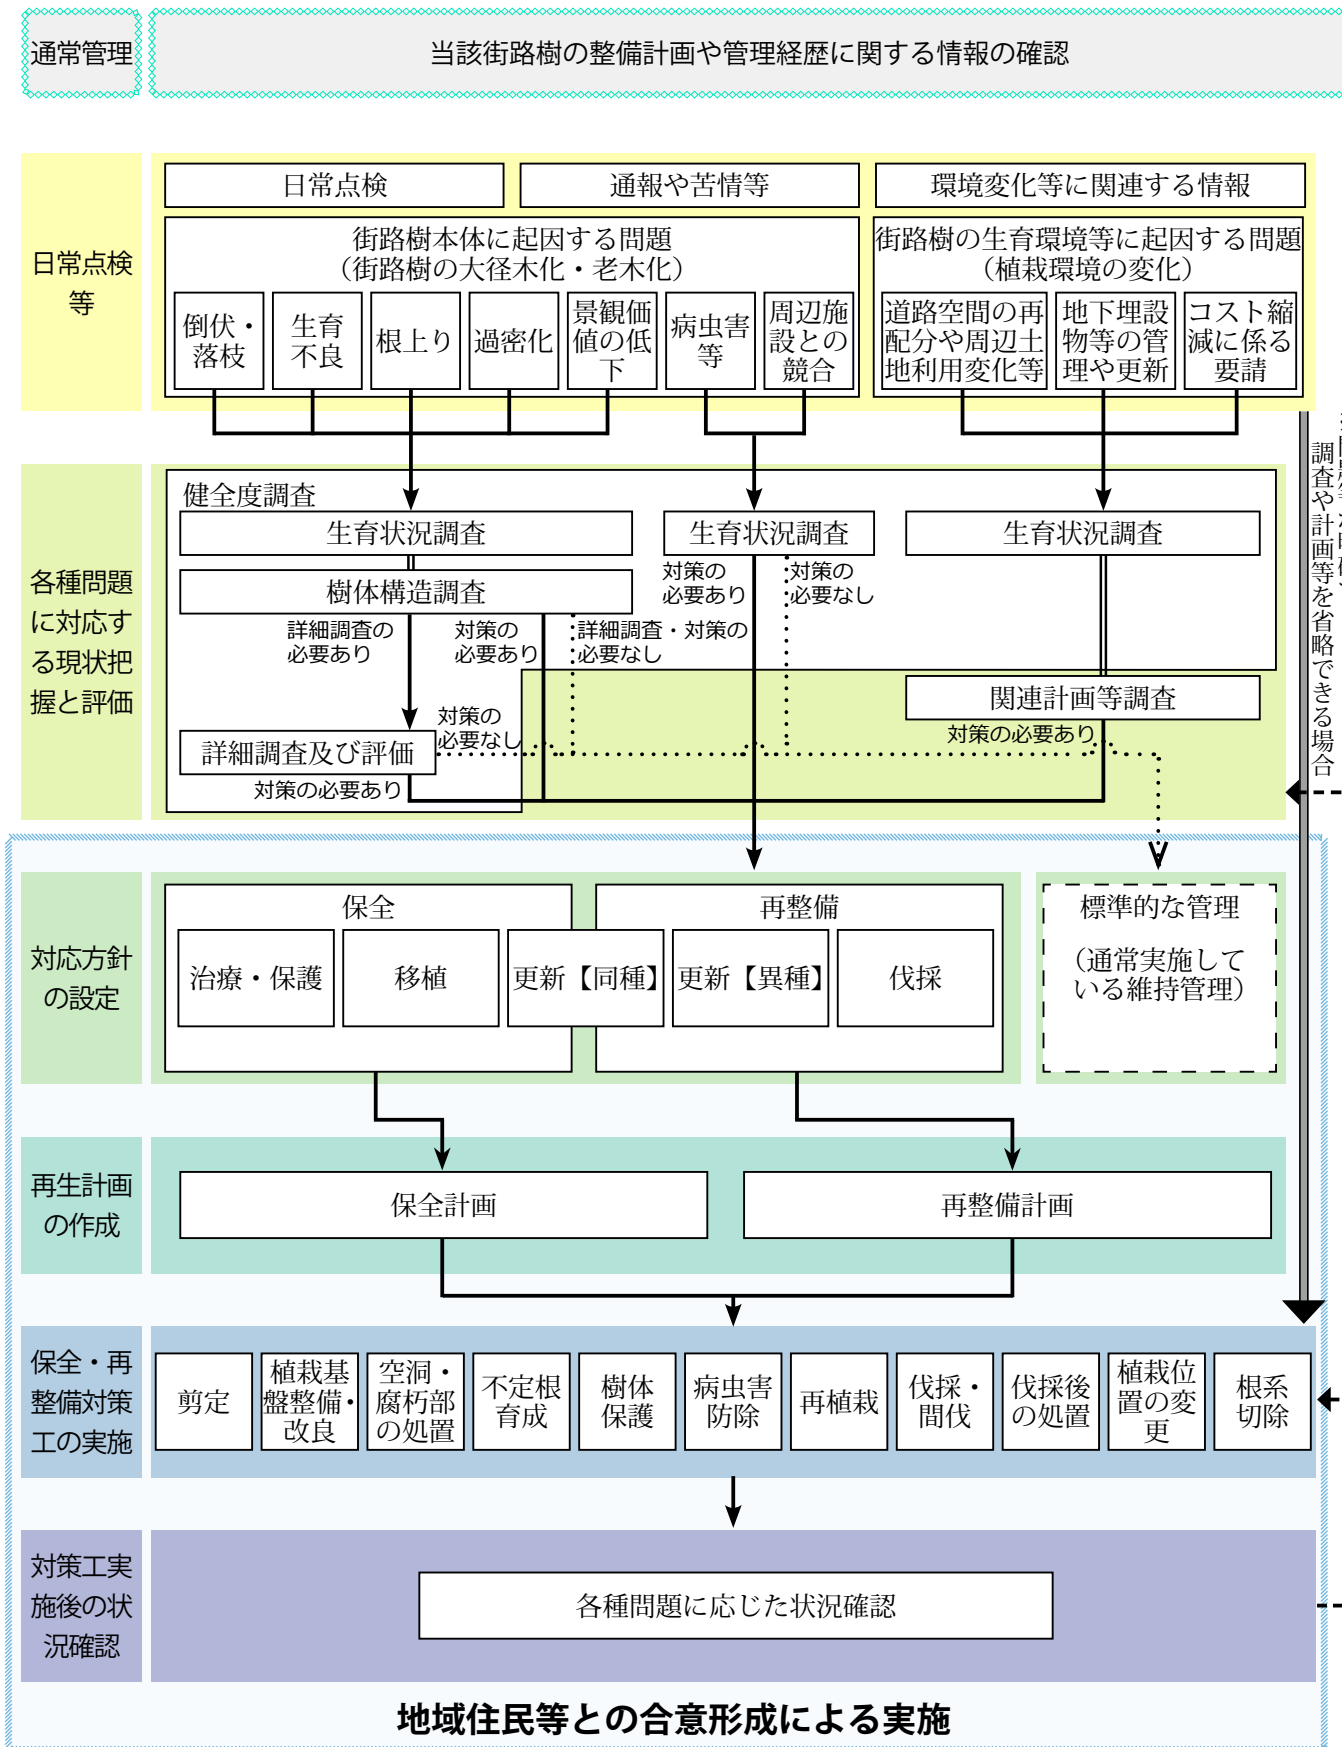 通常管理
当該街路樹の整備計画や管理経歴に関する情報の確認
日常点検
等
日常点検
通報や苦情等
環境変化等に関連する情報
街路樹本体に起因する問題
（街路樹の大径木化・老木化）
街路樹の生育環境等に起因する問題
（植栽環境の変化）
倒伏・
落枝
生育
不良
根上り
過密化
景観価
値の低
下
病虫害
等
周辺施
設との
競合
道路空間の再
配分や周辺土
地利用変化等
地下埋設
物等の管
理や更新
コスト縮
減に係る
要請
調査や計画等を省略できる場合
各種問題
に対応す
る現状把
握と評価
健全度調査
生育状況調査
生育状況調査
生育状況調査
樹体構造調査
対策の
必要あり
対策の
必要なし
詳細調査の
必要あり
対策の
必要あり
詳細調査・対策の
必要なし
関連計画等調査
対策の必要あり
対策の
必要なし
詳細調査及び評価
対策の必要あり
対応方針
の設定
保全
再整備
治療・保護
移植
更新【同種】
更新【異種】
伐採
標準的な管理
（通常実施して
いる維持管理）
再生計画
の作成
保全計画
再整備計画
保全・再
整備対策
工の実施
剪定
植栽基
盤整備・
改良
空洞・
腐朽部
の処置
不定根
育成
樹体
保護
病虫害
防除
再植栽
伐採・
間伐
伐採後
の処置
植栽位
置の変
更
根系
切除
対策工実
施後の状
況確認
各種問題に応じた状況確認
地域住民等との合意形成による実施